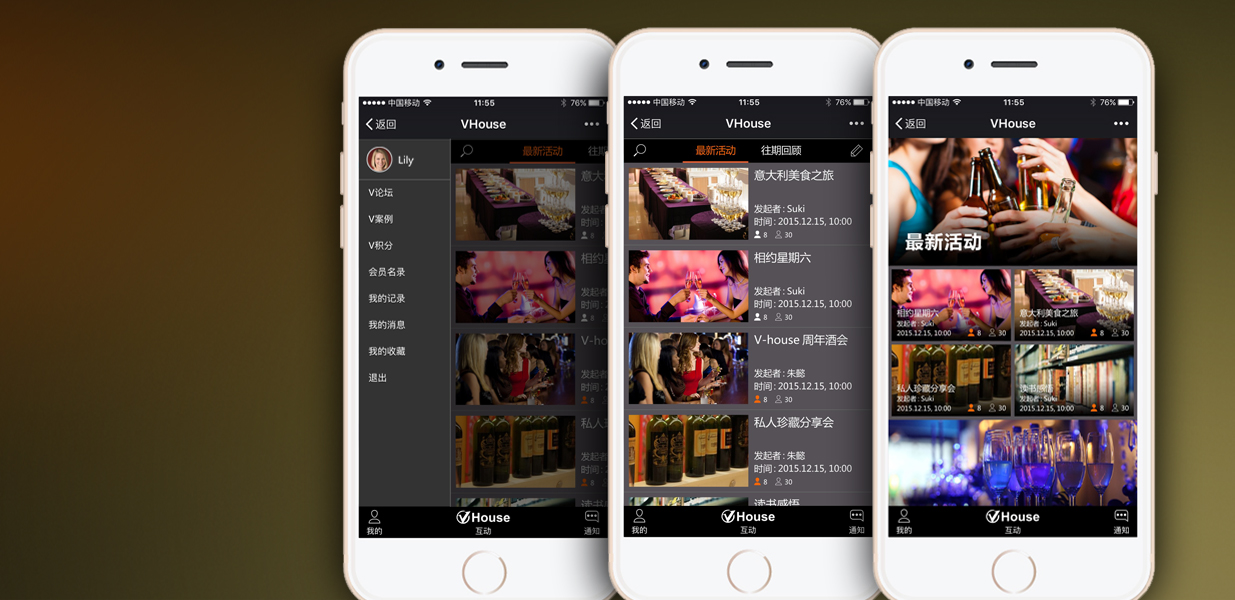 中国移动
11:55
76%
返回
VHouse
Lily
V论坛
V案例
V积分
会员名录
我的记录
我的消息
我的收藏
退出
最新活动
往期
意大
发起者
时间 :
8
相约
发起者
时间 :
8
V-ho
发起者
时间 :
8
私人
发起者
时间 :
8
我的
VHouse
互动
通知
中国移动
11:55
76%
返回
VHouse
最新活动
往期回顾
意大利美食之旅
发起者 : Suki
时间 : 2015.12.15, 10:00
8 30
相约星期六
发起者 : Suki
时间 : 2015.12.15, 10:00
8 30
V-house 周年酒会
发起者 : 朱懿
时间 : 2015.12.15, 10:00
8 30
私人珍藏分享会
发起者 : 朱懿
时间 : 2015.12.15, 10:00
8 30
读书感悟
我的
VHouse
互动
通知
中国移动
11:55
76%
返回
VHouse
最新活动
相约星期六
发起者 : Suki
2015.12.15, 10:00 8 30
意大利美食之旅
发起者 : Suki
2015.12.15, 10:00 8 30
私人珍藏分享会
发起者 : Suki
2015.12.15, 10:00 8 30
读书感悟
发起者 : Suki
2015.12.15, 10:00 8 30
我的
VHouse
互动
通知